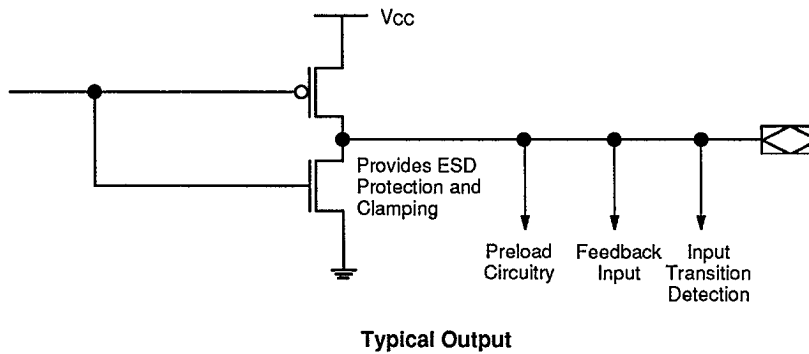 Vcc
Provides ESD
Protection and
Clamping
Preload
Circuitry
Feedback
Input
Input
Transition
Detection
Typical Output